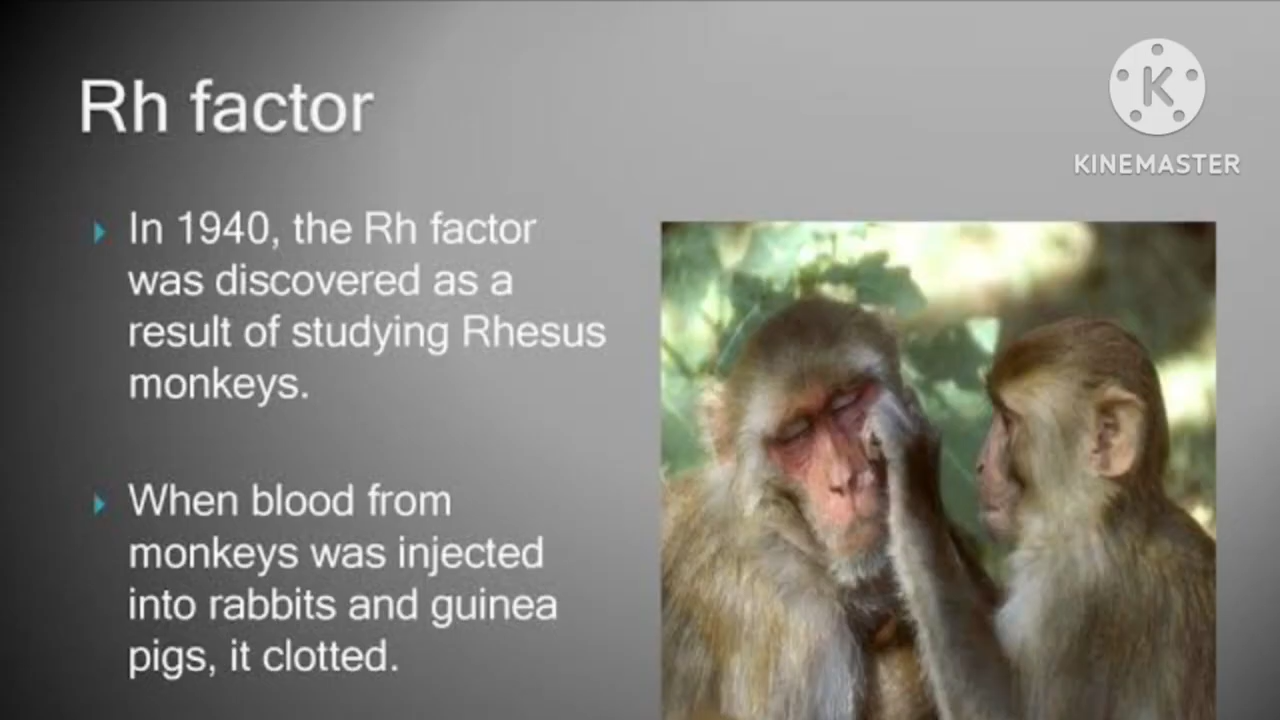 Rh factor
K
KINEMASTER
In 1940, the Rh factor
was discovered as a
result of studying Rhesus
monkeys.
When blood from
monkeys was injected
into rabbits and guinea
pigs, it clotted.